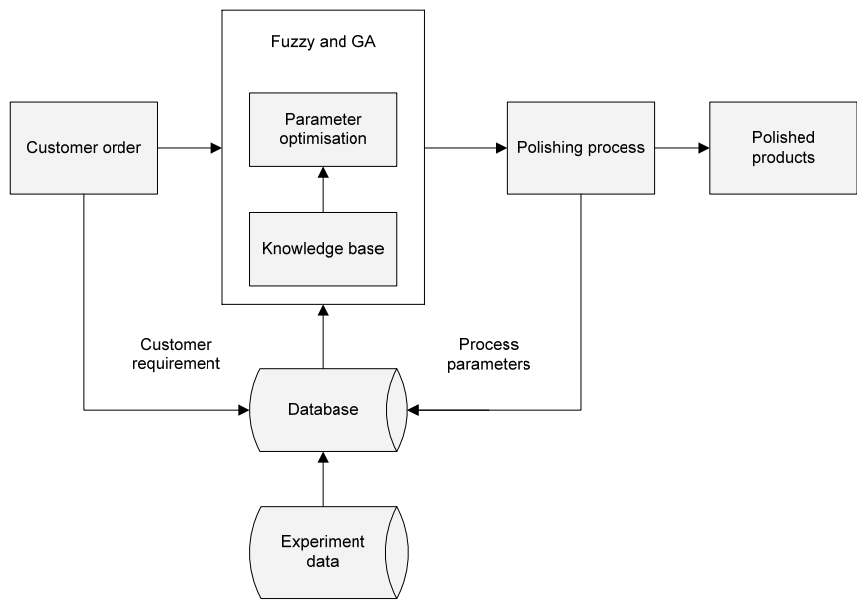 Fuzzy and GA
Parameter
optimisation
Customer order
Polishing process
Polished
products
Knowledge base
Customer
requirement
Process
parameters
Database
Experiment
data